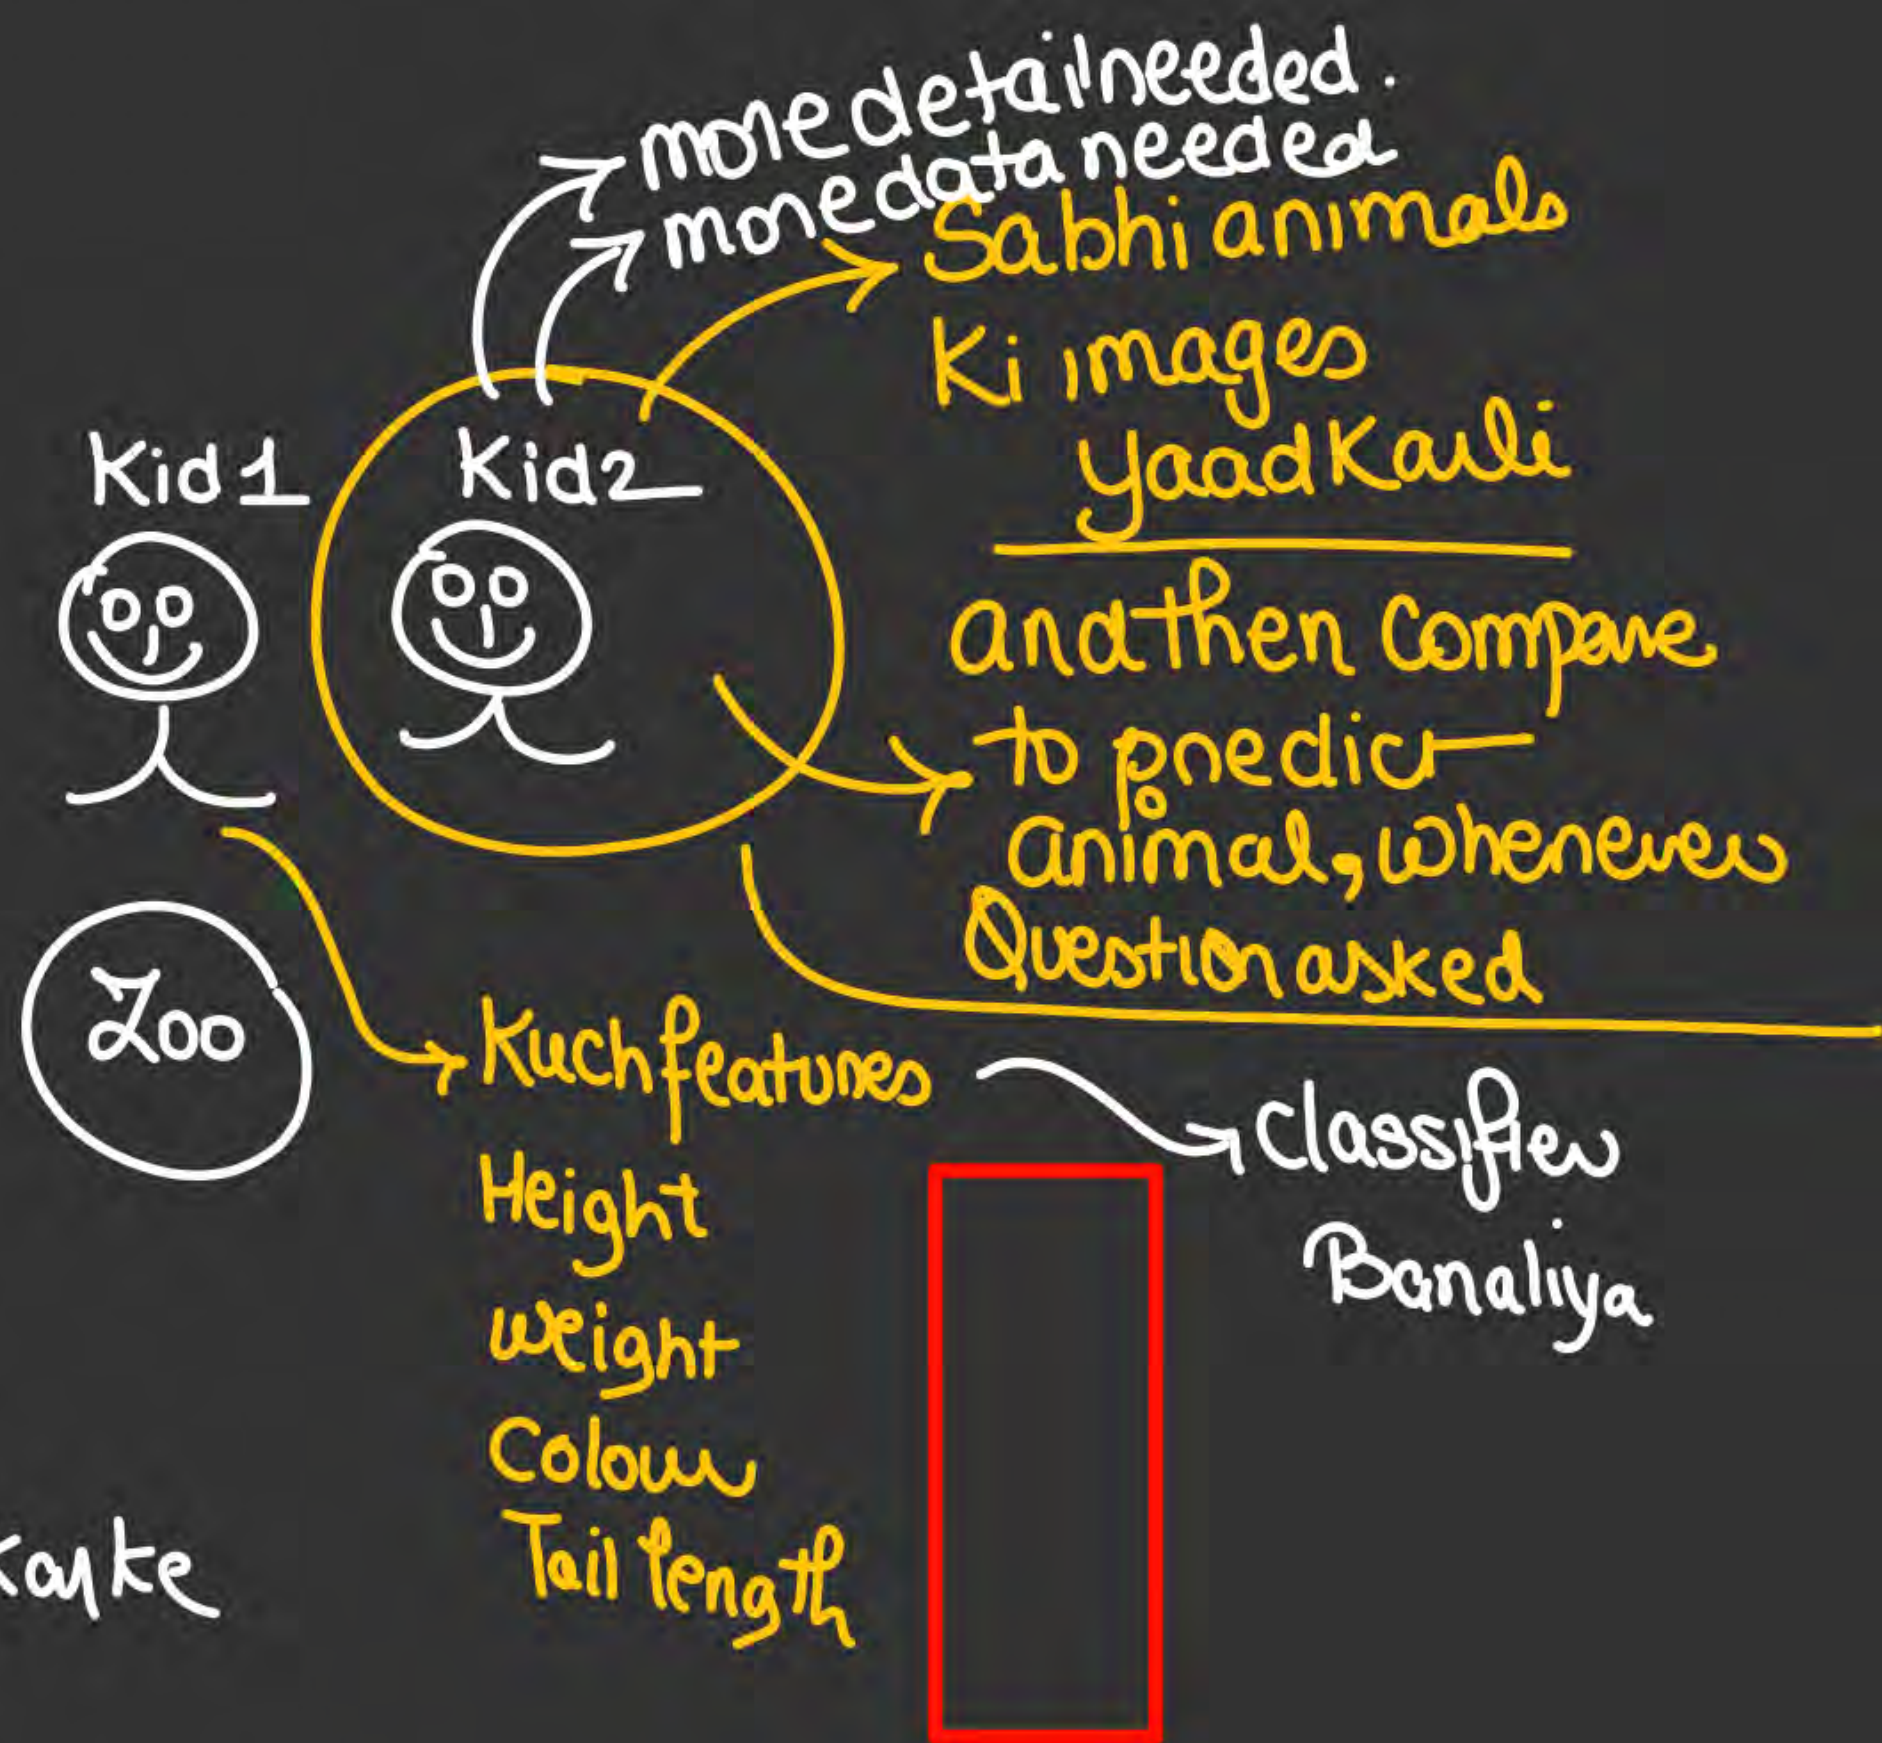 more detail needed.
more data needed
Sabhi animals
Ki images
yaad Karli
and then Compare
to predict
animal, whenever
Question asked
Kid 1
Kid 2
Zoo
Kuch features
Height
weight
Colour
Tail length
Classifier
Banaliya
Karke